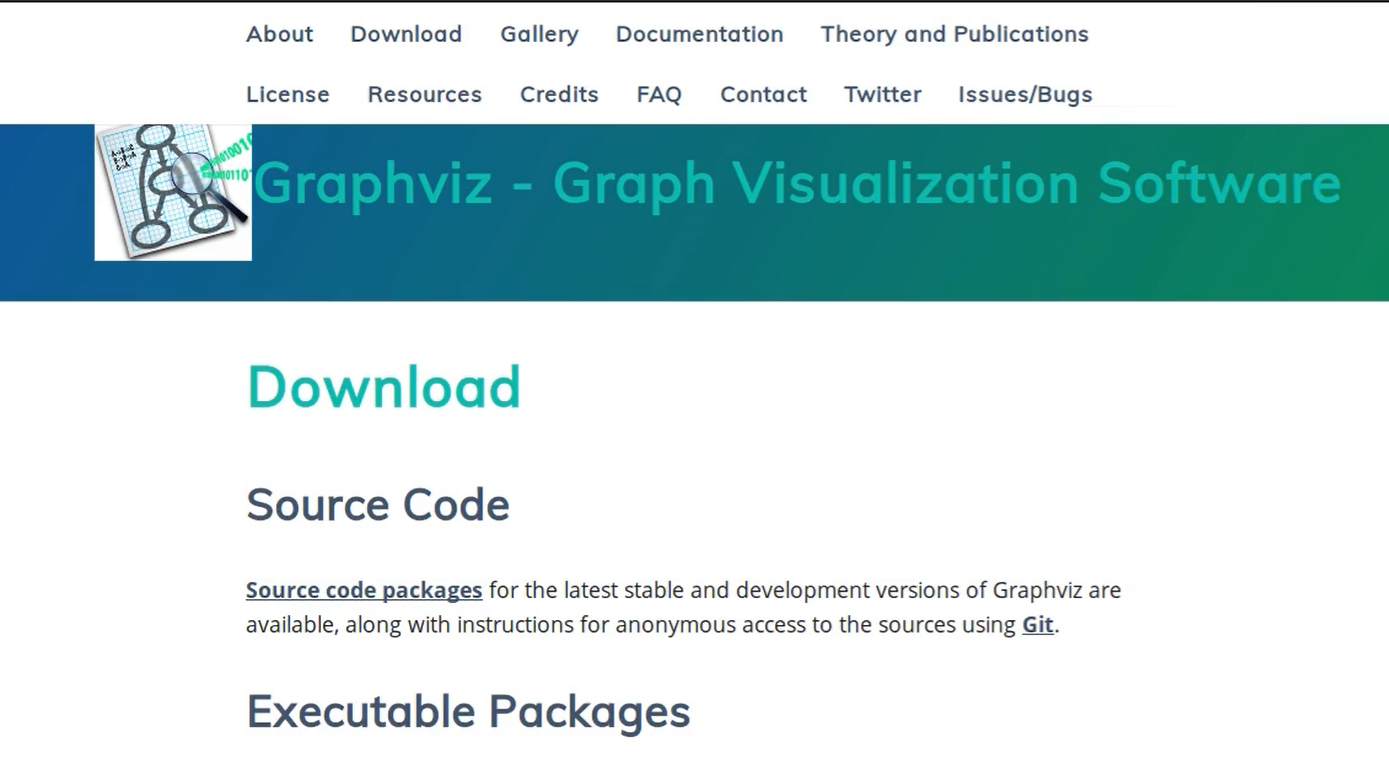 About Download Gallery Documentation Theory and Publications
License Resources Credits FAQ Contact Twitter Issues/Bugs
Graphviz - Graph Visualization Software
Download
Source Code
Source code packages for the latest stable and development versions of Graphviz are
available, along with instructions for anonymous access to the sources using Git.
Executable Packages